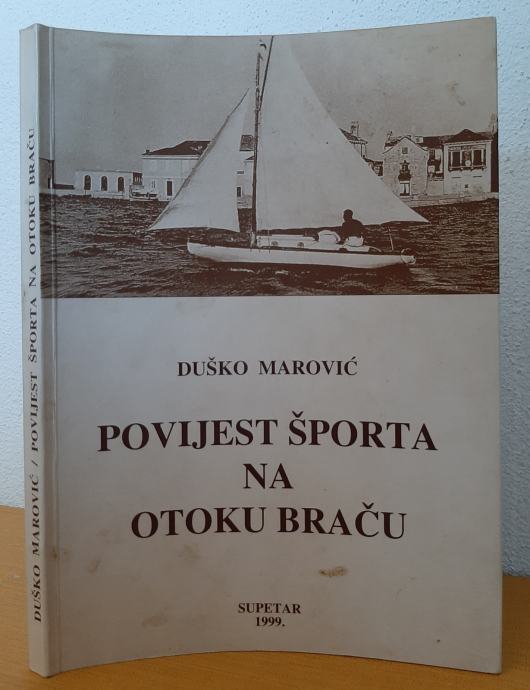 DUŠKO MAROVIĆ / POVIJEST ŠPORTA NA OTOKU BRAČU
DUŠKO MAROVIĆ
POVIJEST ŠPORTA
NA
OTOKU BRAČU
SUPETAR
1999.